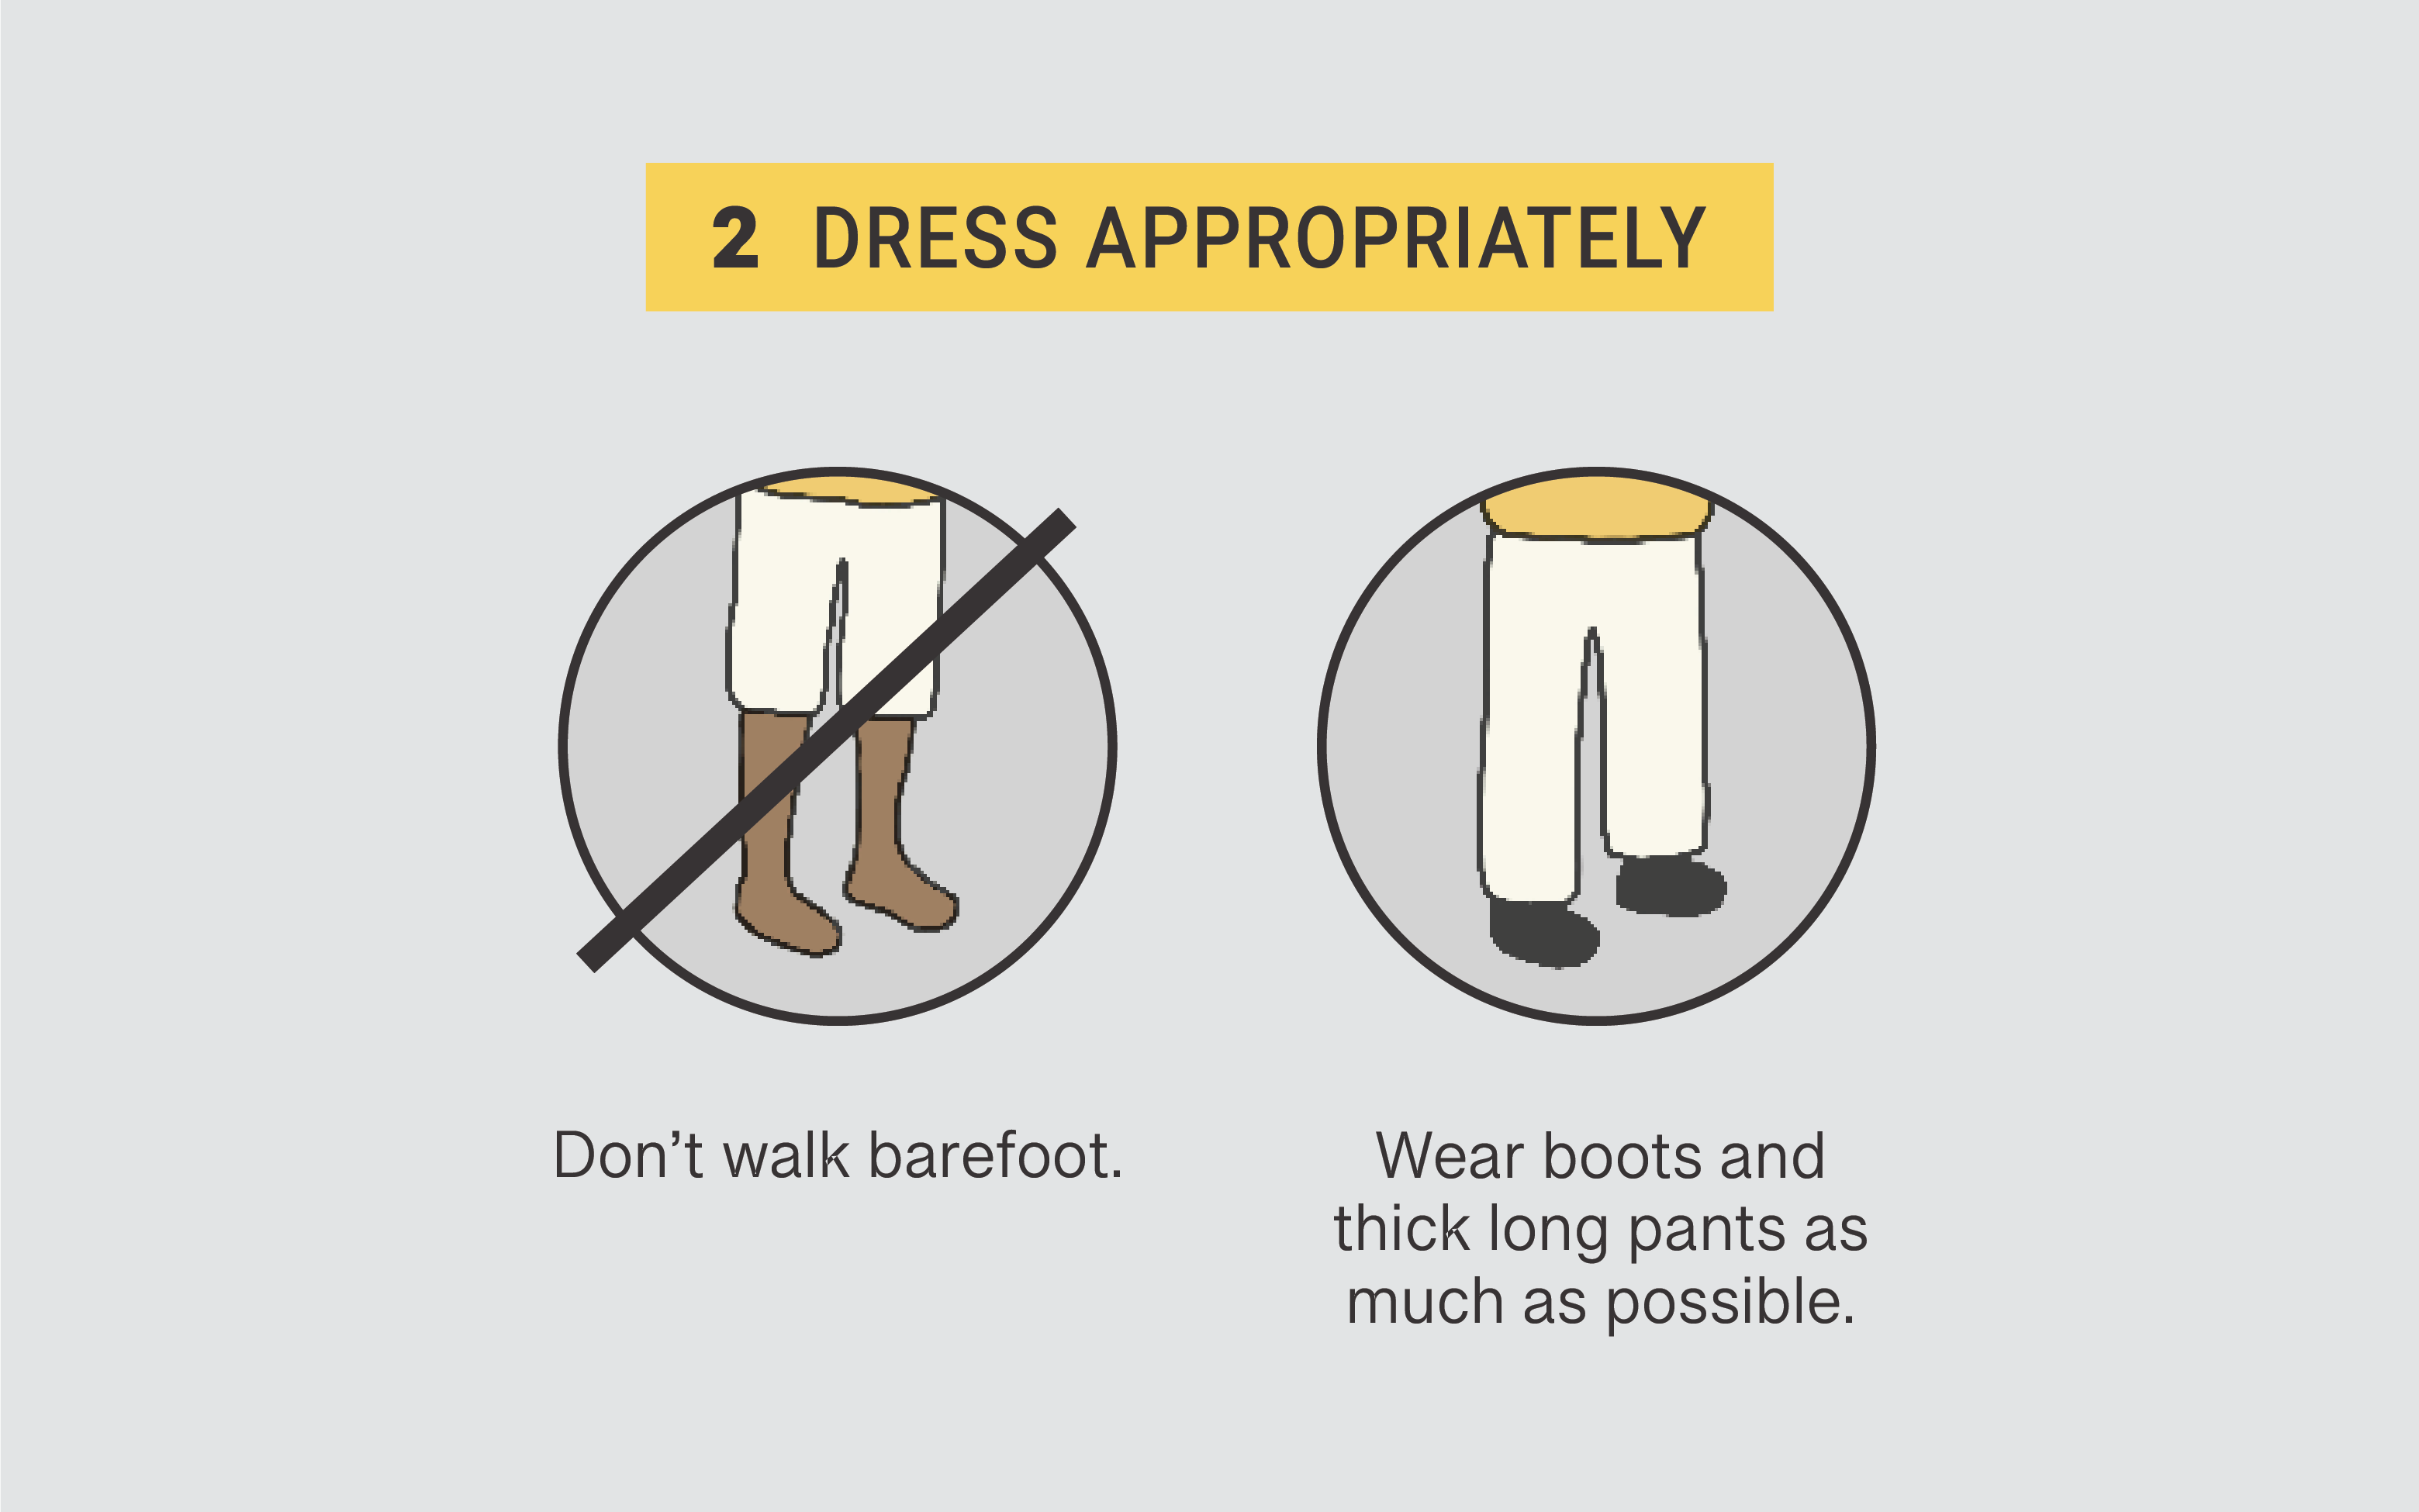 2 DRESS APPROPRIATELY
Don’t walk barefoot.
Wear boots and
thick long pants as
much as possible.